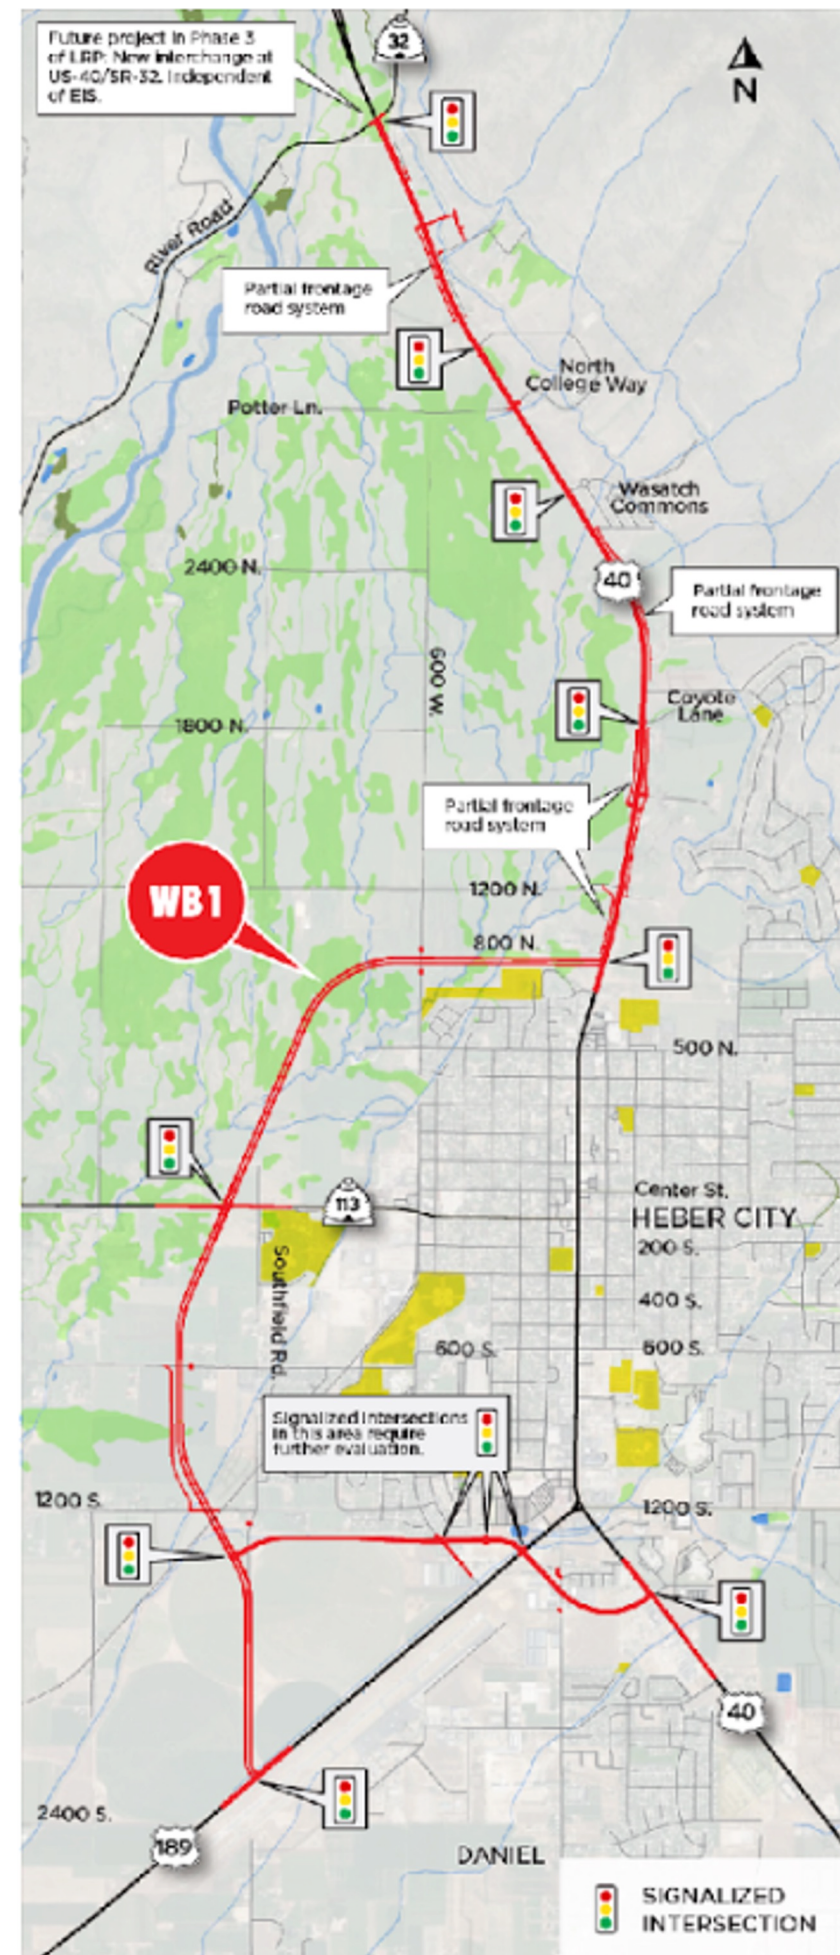 Future project in Phase 3
of LRP: New interchange at
US-40/SR-32. Independent
of EIS.
32
N
River Road
Partial frontage
road system
North
College Way
Potter Ln.
Wasatch
Commons
2400 N.
40
Partial frontage
road system
600 W.
Coyote
Lane
1800 N.
Partial frontage
road system
WB1
1200 N.
800 N.
500 N.
113
Center St.
HEBER CITY
200 S.
Southfield Rd.
400 S.
600 S.
600 S.
Signalized intersections
in this area require
further evaluation.
1200 S.
1200 S.
40
2400 S.
189
DANIEL
SIGNALIZED
INTERSECTION